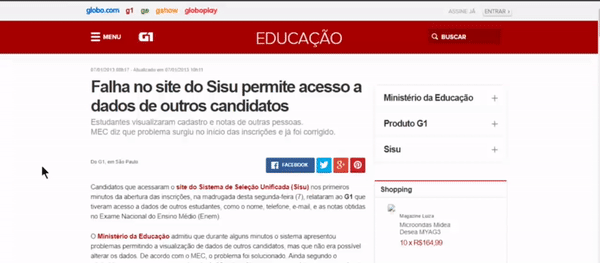 globo.com g1 ge gshow globoplay ASSINE JÁ ENTRAR ›
MENU G1 EDUCAÇÃO BUSCAR
07/01/2013 - Atualizado em 07/01/2013
Falha no site do Sisu permite acesso a
dados de outros candidatos
Estudantes visualizaram cadastro e notas de outras pessoas.
MEC diz que problema surgiu no início das inscrições e já foi corrigido.
Ministério da Educação +
Produto G1 +
Sisu +
Do G1, em São Paulo
FACEBOOK
Candidatos que acessaram o site do Sistema de Seleção Unificada (Sisu) nos primeiros
minutos da abertura das inscrições, na madrugada desta segunda-feira (7), relataram ao G1 que
tiveram acesso a dados de outros estudantes, como o nome, telefone, e-mail, e as notas obtidas
no Exame Nacional do Ensino Médio (Enem)
O Ministério da Educação admitiu que durante alguns minutos o sistema apresentou
problemas permitindo a visualização de dados de outros candidatos, mas que não era possível
alterar os dados. De acordo com o MEC, o problema foi solucionado. Ainda segundo o
Shopping
Magazine Luiza
Microondas Midea
Desea MYAG3
10 x R$164,99